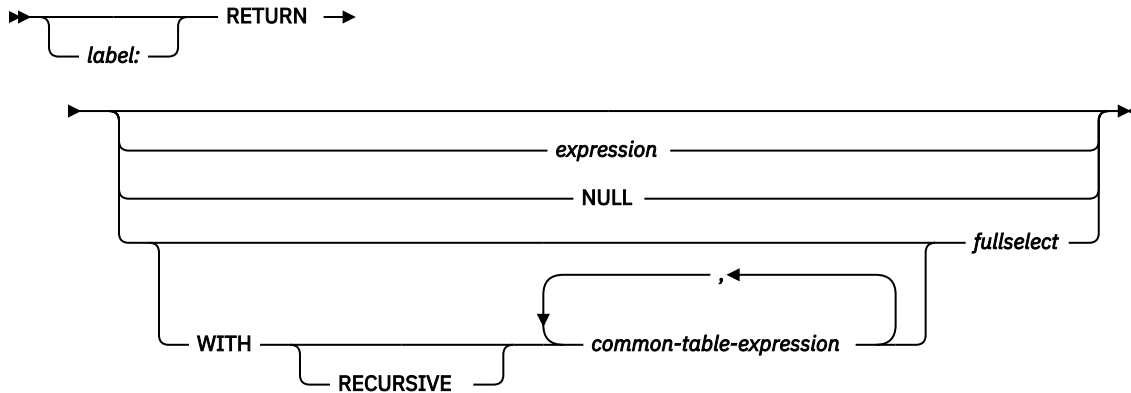 RETURN
label:
expression
NULL
fullselect
,
WITH
common-table-expression
RECURSIVE